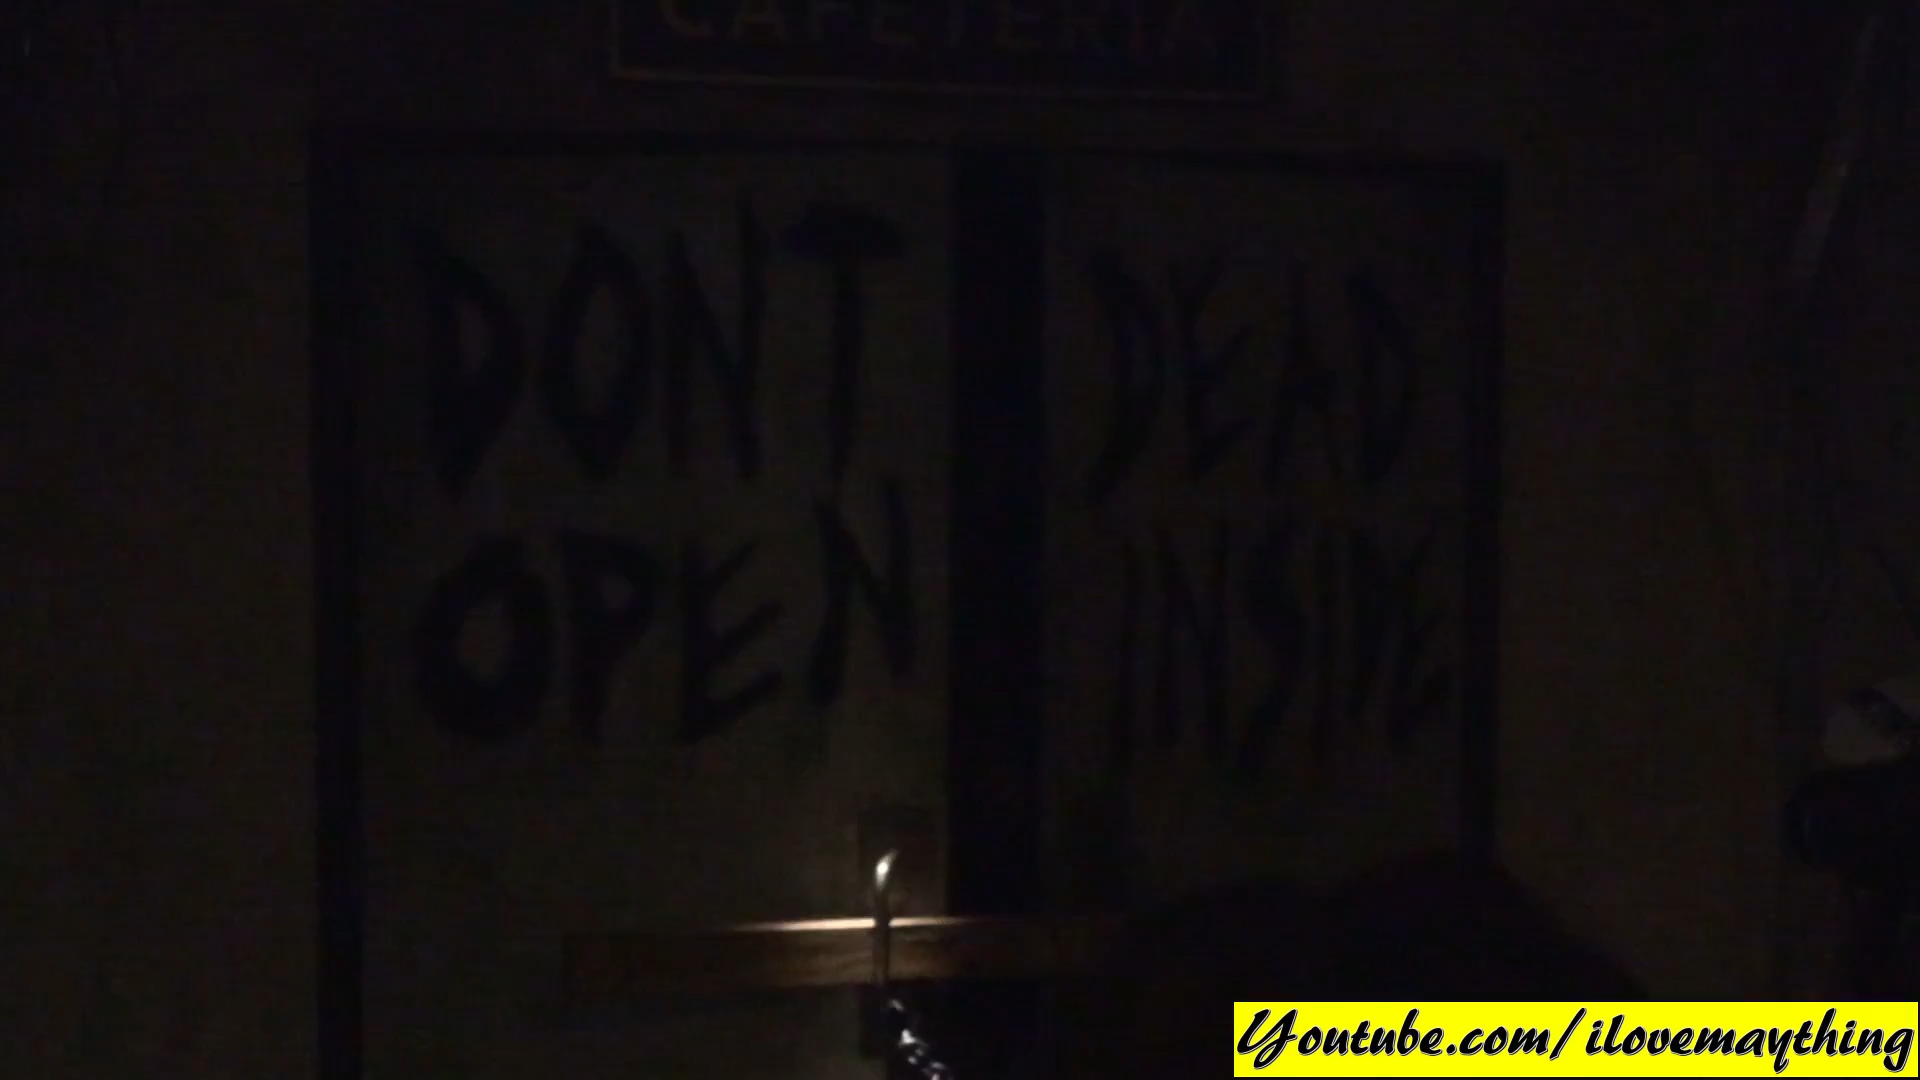 CAFETERIA
DONT
OPEN
DEAD
INSIDE
Youtube.com/ilovemaything